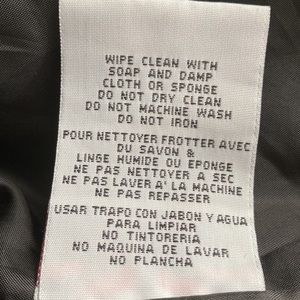 WIPE CLEAN WITH
SOAP AND DAMP
CLOTH OR SPONGE
DO NOT DRY CLEAN
DO NOT MACHINE WASH
DO NOT IRON
POUR NETTOYER FROTTER AVEC
DU SAVON &
LINGE HUMIDE OU EPONGE
NE PAS NETTOYER A SEC
NE PAS LAVER A' LA MACHINE
NE PAS REPASSER
USAR TRAPO CON JABON Y AGUA
PARA LIMPIAR
NO TINTORERIA
NO MAQUINA DE LAVAR
NO PLANCHA